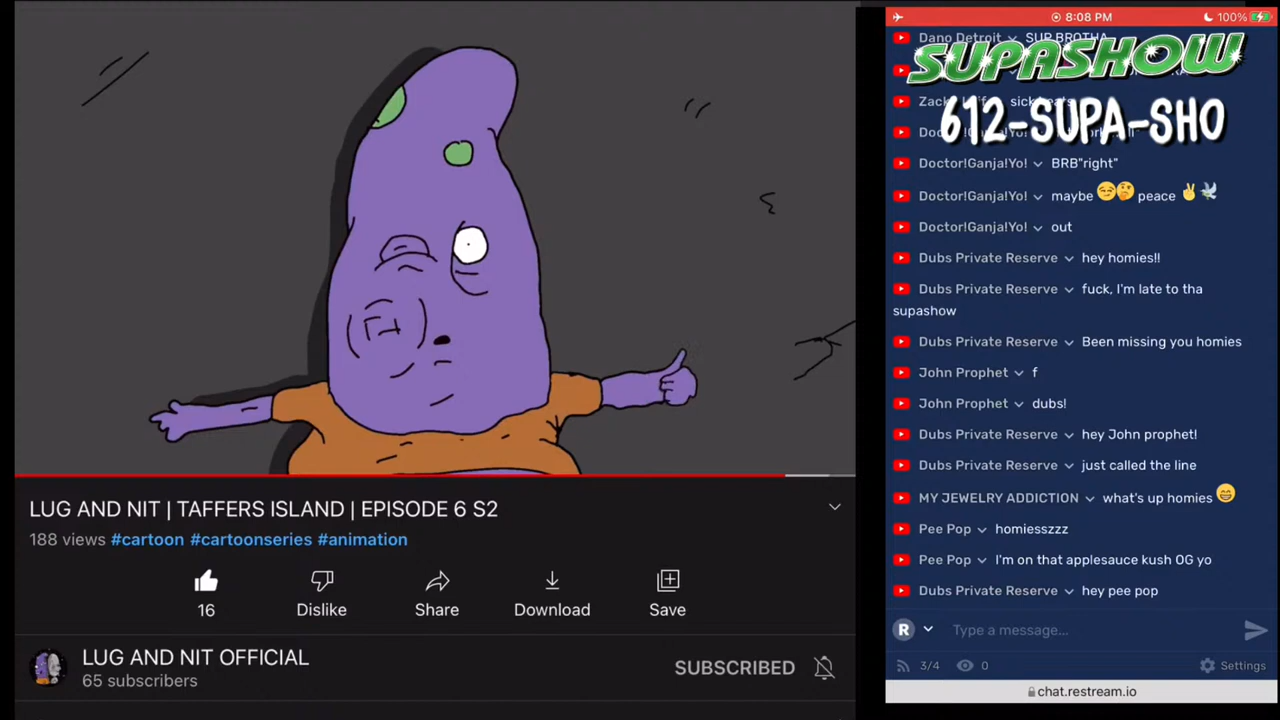 LUG AND NIT | TAFFERS ISLAND | EPISODE 6 S2
188 views #cartoon #cartoonseries #animation
16
Dislike
Share
Download
Save
LUG AND NIT OFFICIAL
65 subscribers
SUBSCRIBED
8:08 PM
100%
Dano Detroit SUP BROTHA
SUPASHOW
612-SUPA-SHO
Doctor!Ganja!Yo! BRB"right"
Doctor!Ganja!Yo! maybe 😏🤔 peace ✌️🕊️
Doctor!Ganja!Yo! out
Dubs Private Reserve hey homies!!
Dubs Private Reserve fuck, I'm late to tha
supashow
Dubs Private Reserve Been missing you homies
John Prophet f
John Prophet dubs!
Dubs Private Reserve hey John prophet!
Dubs Private Reserve just called the line
MY JEWELRY ADDICTION what's up homies 😁
Pee Pop homiesszzz
Pee Pop I'm on that applesauce kush OG yo
Dubs Private Reserve hey pee pop
R Type a message...
3/4 0 Settings
chat.restream.io